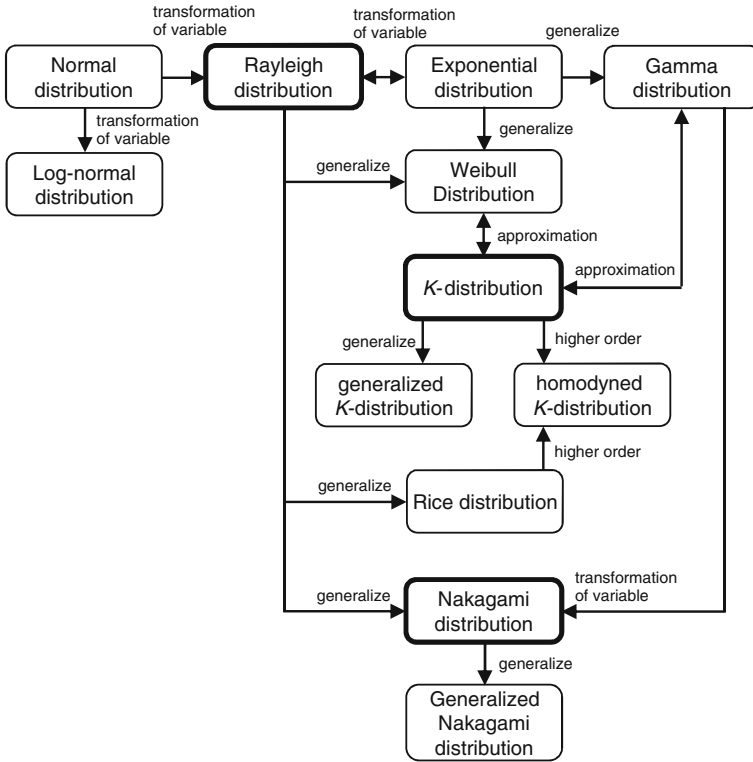 transformation
of variable
transformation
of variable
generalize
Normal
distribution
Rayleigh
distribution
Exponential
distribution
Gamma
distribution
transformation
of variable
generalize
Log-normal
distribution
generalize
Weibull
Distribution
approximation
K-distribution
approximation
generalize
higher order
generalized
K-distribution
homodyned
K-distribution
higher order
generalize
Rice distribution
generalize
Nakagami
distribution
transformation
of variable
generalize
Generalized
Nakagami
distribution